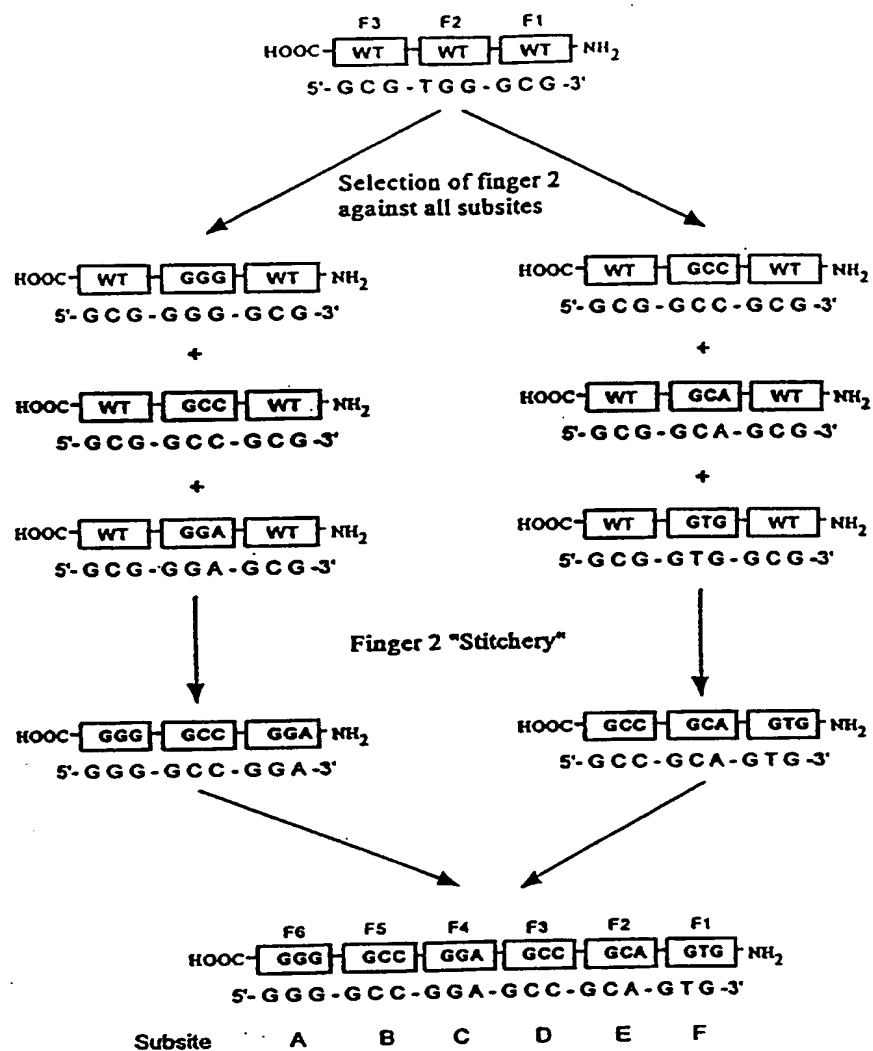 F3 F2 F1
HOOC- WT WT WT -NH2
5'-GCG-TGG-GCG-3'
Selection of finger 2
against all subsites
HOOC- WT GGG WT -NH2
5'-GCG-GGG-GCG-3'
+
HOOC- WT GCC WT -NH2
5'-GCG-GCC-GCG-3'
+
HOOC- WT GGA WT -NH2
5'-GCG-GGA-GCG-3'
HOOC- WT GCC WT -NH2
5'-GCG-GCC-GCG-3'
+
HOOC- WT GCA WT -NH2
5'-GCG-GCA-GCG-3'
+
HOOC- WT GTG WT -NH2
5'-GCG-GTG-GCG-3'
Finger 2 "Stitchery"
HOOC- GGG GCC GGA -NH2
5'-GGG-GCC-GGA-3'
HOOC- GCC GCA GTG -NH2
5'-GCC-GCA-GTG-3'
F6 F5 F4 F3 F2 F1
HOOC- GGG GCC GGA GCC GCA GTG -NH2
5'-GGG-GCC-GGA-GCC-GCA-GTG-3'
Subsite A B C D E F